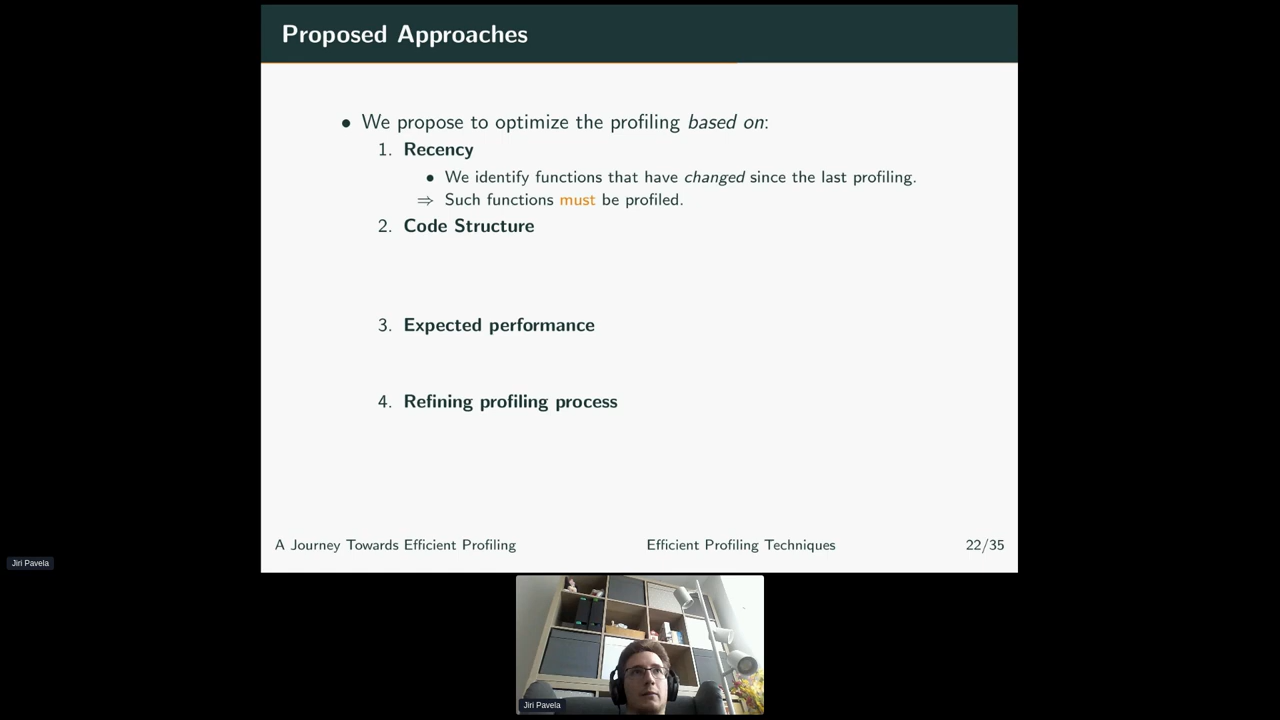 Proposed Approaches
• We propose to optimize the profiling based on:
1. Recency
• We identify functions that have changed since the last profiling.
⇒ Such functions must be profiled.
2. Code Structure
3. Expected performance
4. Refining profiling process
A Journey Towards Efficient Profiling Efficient Profiling Techniques 22/35
Jiri Pavela
Jiri Pavela